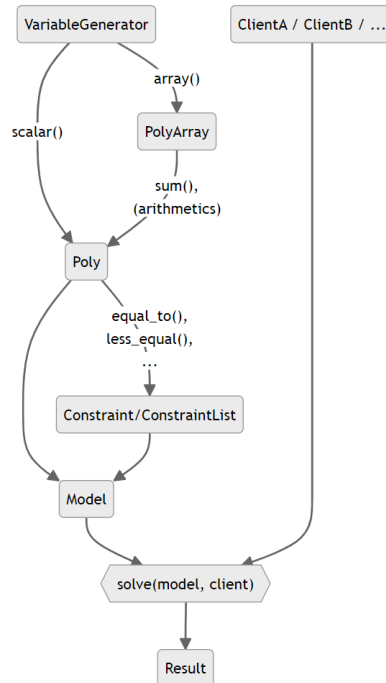 VariableGenerator
ClientA / ClientB / ...
array()
scalar()
PolyArray
sum(),
(arithmetics)
Poly
equal_to(),
less_equal(),
...
Constraint/ConstraintList
Model
solve(model, client)
Result